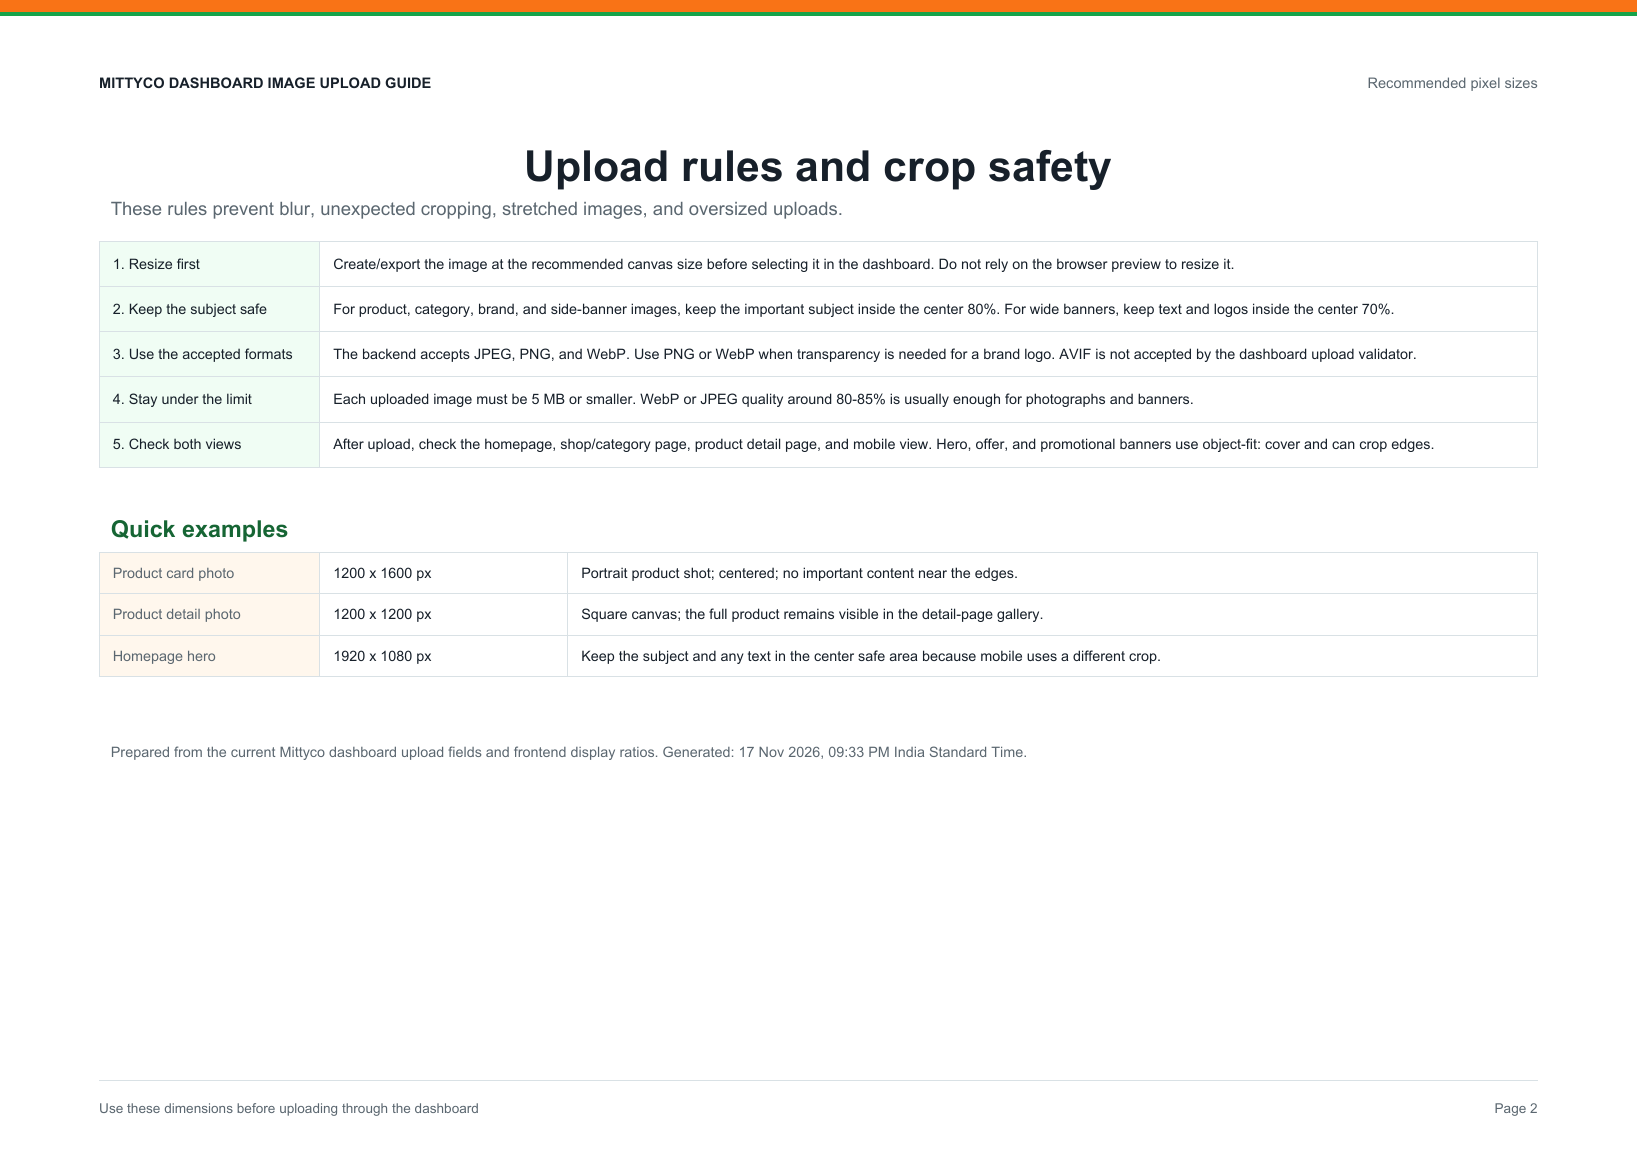 MITTYCO DASHBOARD IMAGE UPLOAD GUIDE
Recommended pixel sizes
Upload rules and crop safety
These rules prevent blur, unexpected cropping, stretched images, and oversized uploads.
1. Resize first
Create/export the image at the recommended canvas size before selecting it in the dashboard. Do not rely on the browser preview to resize it.
2. Keep the subject safe
For product, category, brand, and side-banner images, keep the important subject inside the center 80%. For wide banners, keep text and logos inside the center 70%.
3. Use the accepted formats
The backend accepts JPEG, PNG, and WebP. Use PNG or WebP when transparency is needed for a brand logo. AVIF is not accepted by the dashboard upload validator.
4. Stay under the limit
Each uploaded image must be 5 MB or smaller. WebP or JPEG quality around 80-85% is usually enough for photographs and banners.
5. Check both views
After upload, check the homepage, shop/category page, product detail page, and mobile view. Hero, offer, and promotional banners use object-fit: cover and can crop edges.
Quick examples
Product card photo
1200 x 1600 px
Portrait product shot; centered; no important content near the edges.
Product detail photo
1200 x 1200 px
Square canvas; the full product remains visible in the detail-page gallery.
Homepage hero
1920 x 1080 px
Keep the subject and any text in the center safe area because mobile uses a different crop.
Prepared from the current Mittyco dashboard upload fields and frontend display ratios. Generated: 17 Nov 2026, 09:33 PM India Standard Time.
Use these dimensions before uploading through the dashboard
Page 2